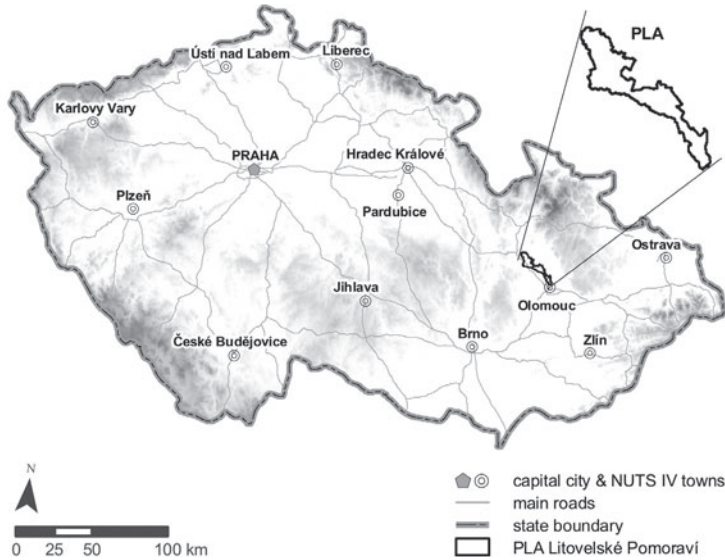 PLA
Ústi nad Labem
Liberec
Karlovy Vary
PRAHA
Hradec Králové
Plzeň
Pardubice
Ostrava
Jihlava
Olomouc
České Budějovice
Brno
Zlín
N
0 25 50 100 km
capital city & NUTS IV towns
main roads
state boundary
PLA Litovelské Pomoraví